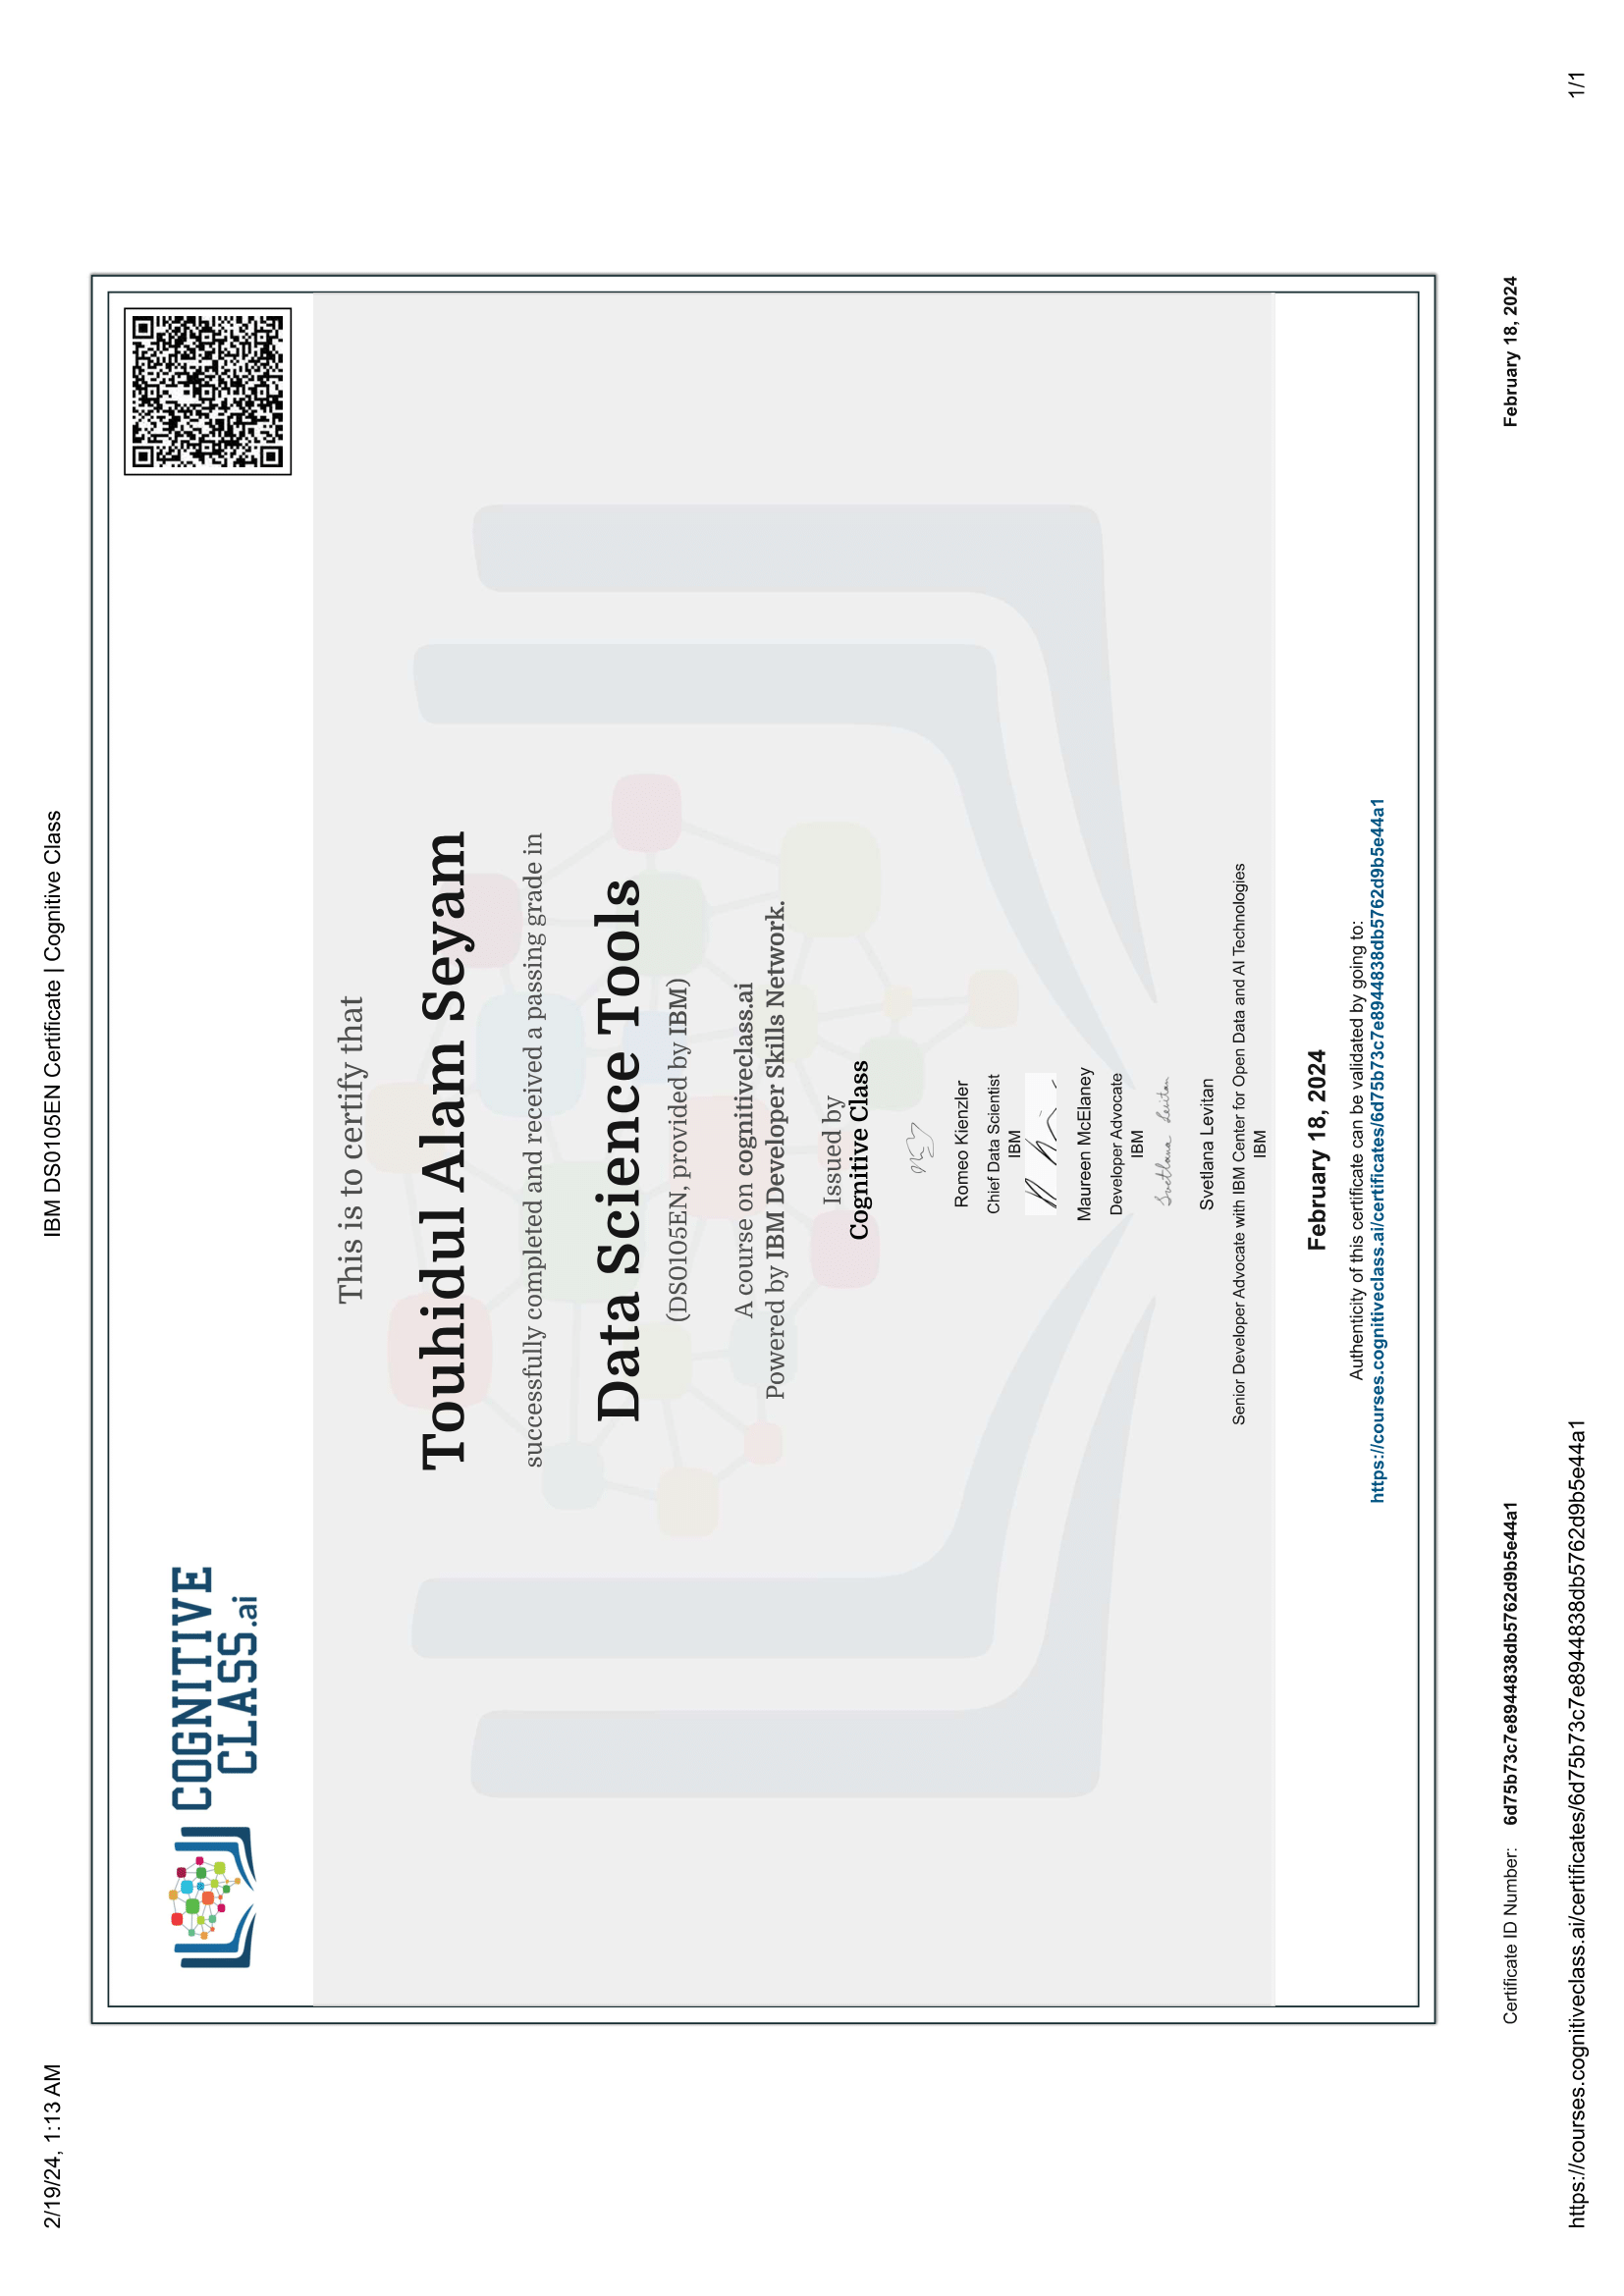 2/19/24, 1:13 AM
IBM DS0105EN Certificate | Cognitive Class
COGNITIVE
CLASS.ai
This is to certify that
Touhidul Alam Seyam
successfully completed and received a passing grade in
Data Science Tools
(DS0105EN, provided by IBM)
A course on cognitiveclass.ai
Powered by IBM Developer Skills Network.
Issued by
Cognitive Class
Romeo Kienzler
Chief Data Scientist
IBM
Maureen McElaney
Developer Advocate
IBM
Svetlana Levitan
Svetlana Levitan
Senior Developer Advocate with IBM Center for Open Data and AI Technologies
IBM
February 18, 2024
Authenticity of this certificate can be validated by going to:
https://courses.cognitiveclass.ai/certificates/6d75b73c7e8944838db5762d9b5e44a1
Certificate ID Number: 6d75b73c7e8944838db5762d9b5e44a1
February 18, 2024
https://courses.cognitiveclass.ai/certificates/6d75b73c7e8944838db5762d9b5e44a1
1/1